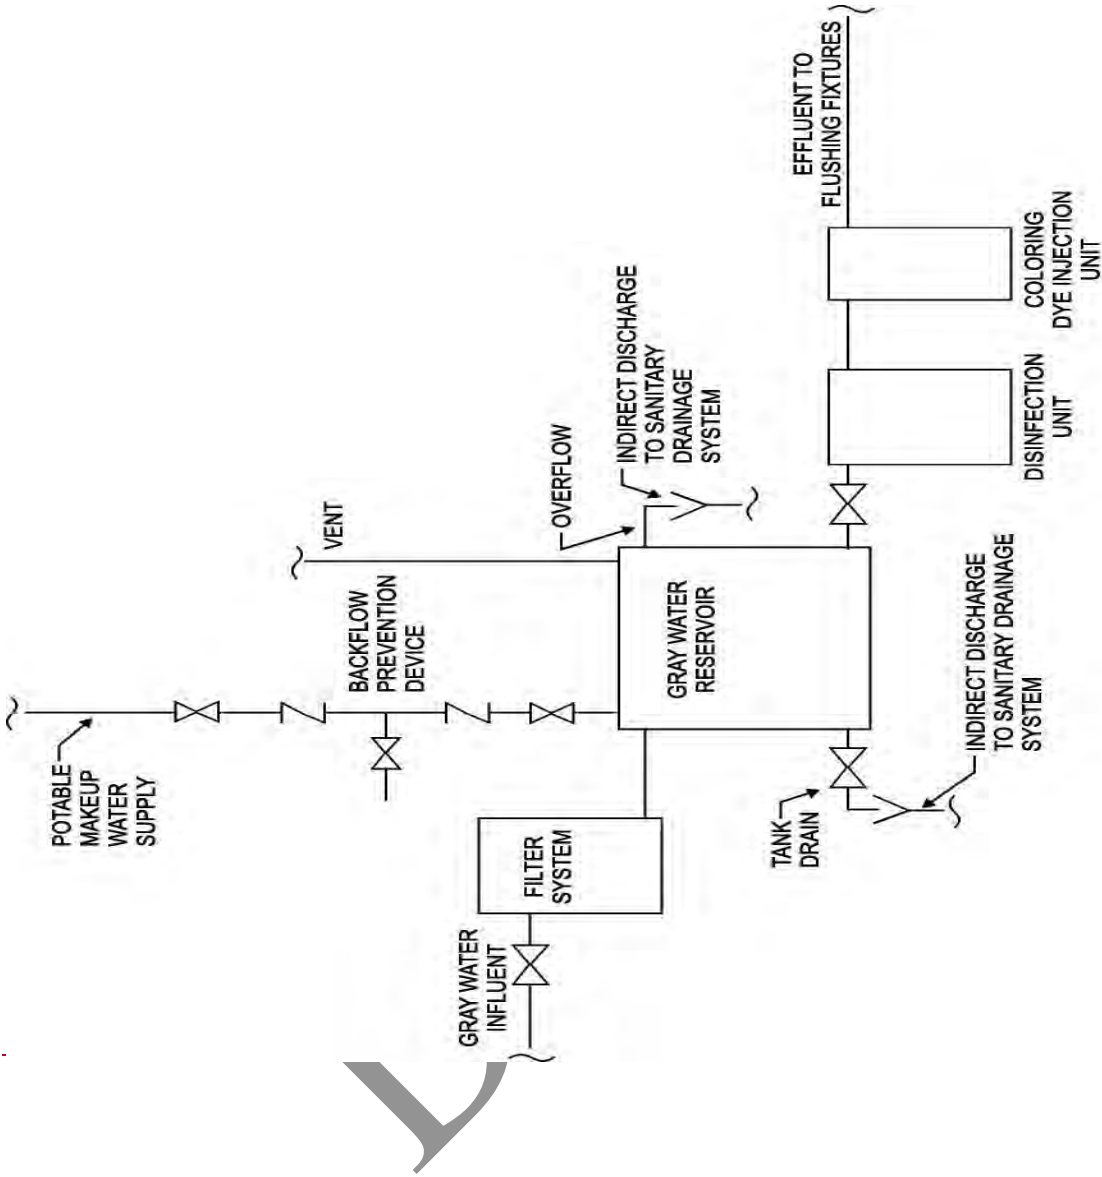 POTABLE
MAKEUP
WATER
SUPPLY
BACKFLOW
PREVENTION
DEVICE
VENT
GRAY WATER
INFLUENT
FILTER
SYSTEM
GRAY WATER
RESERVOIR
OVERFLOW
INDIRECT DISCHARGE
TO SANITARY
DRAINAGE
SYSTEM
TANK
DRAIN
INDIRECT DISCHARGE
TO SANITARY DRAINAGE
SYSTEM
DISINFECTION
UNIT
COLORING
DYE INJECTION
UNIT
EFFLUENT TO
FLUSHING FIXTURES